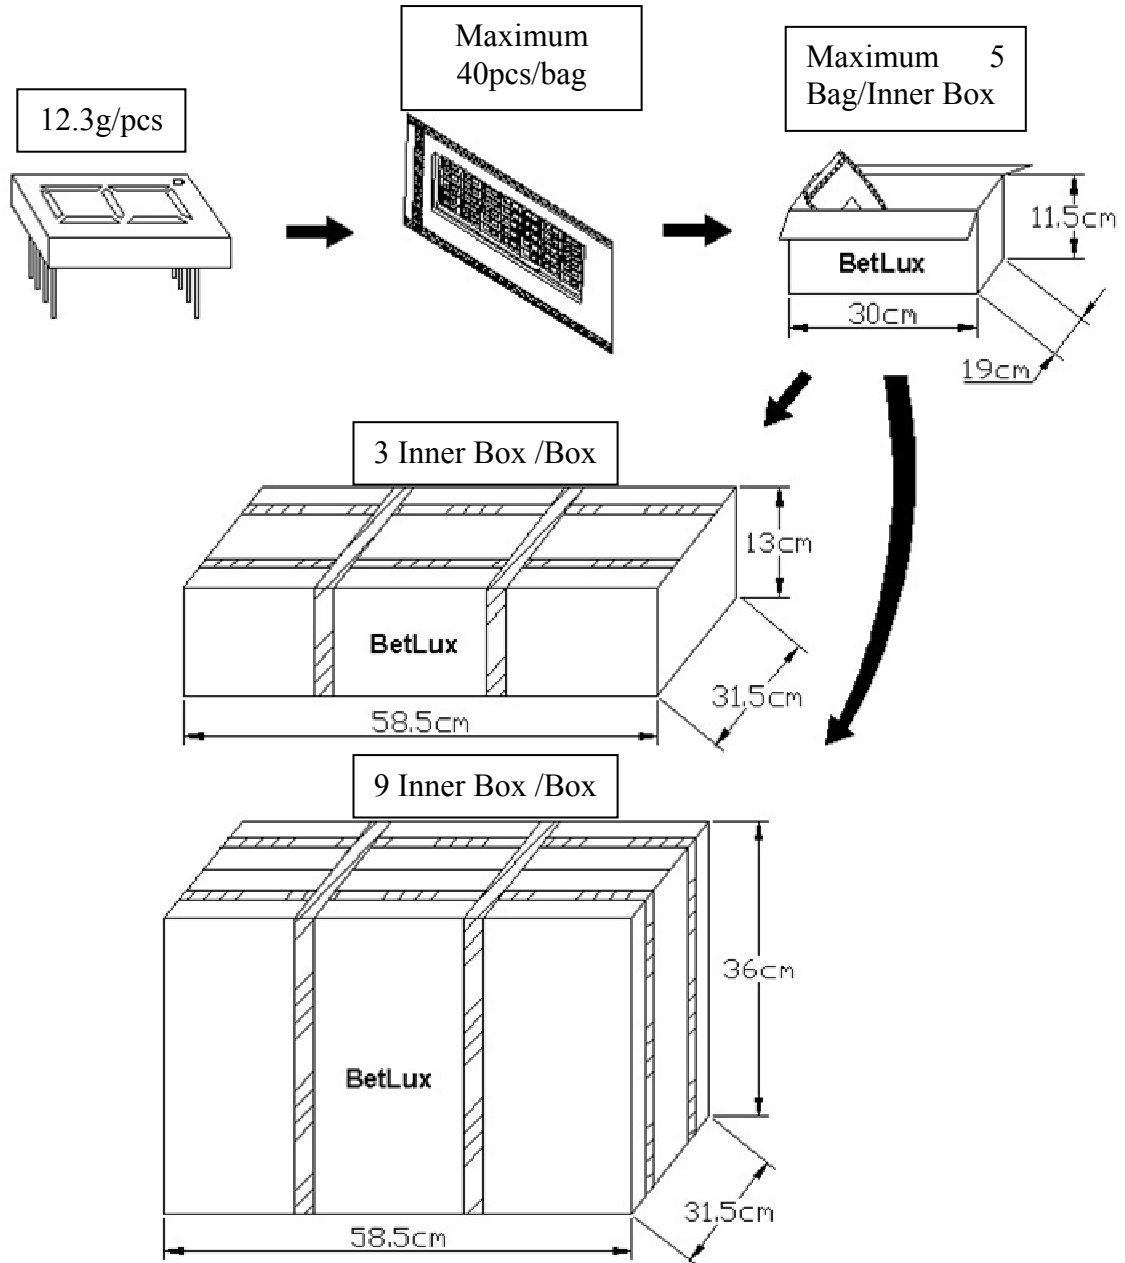 12.3g/pcs
Maximum
40pcs/bag
Maximum 5
Bag/Inner Box
BetLux
11.5cm
30cm
19cm
3 Inner Box /Box
BetLux
13cm
31.5cm
58.5cm
9 Inner Box /Box
BetLux
36cm
31.5cm
58.5cm